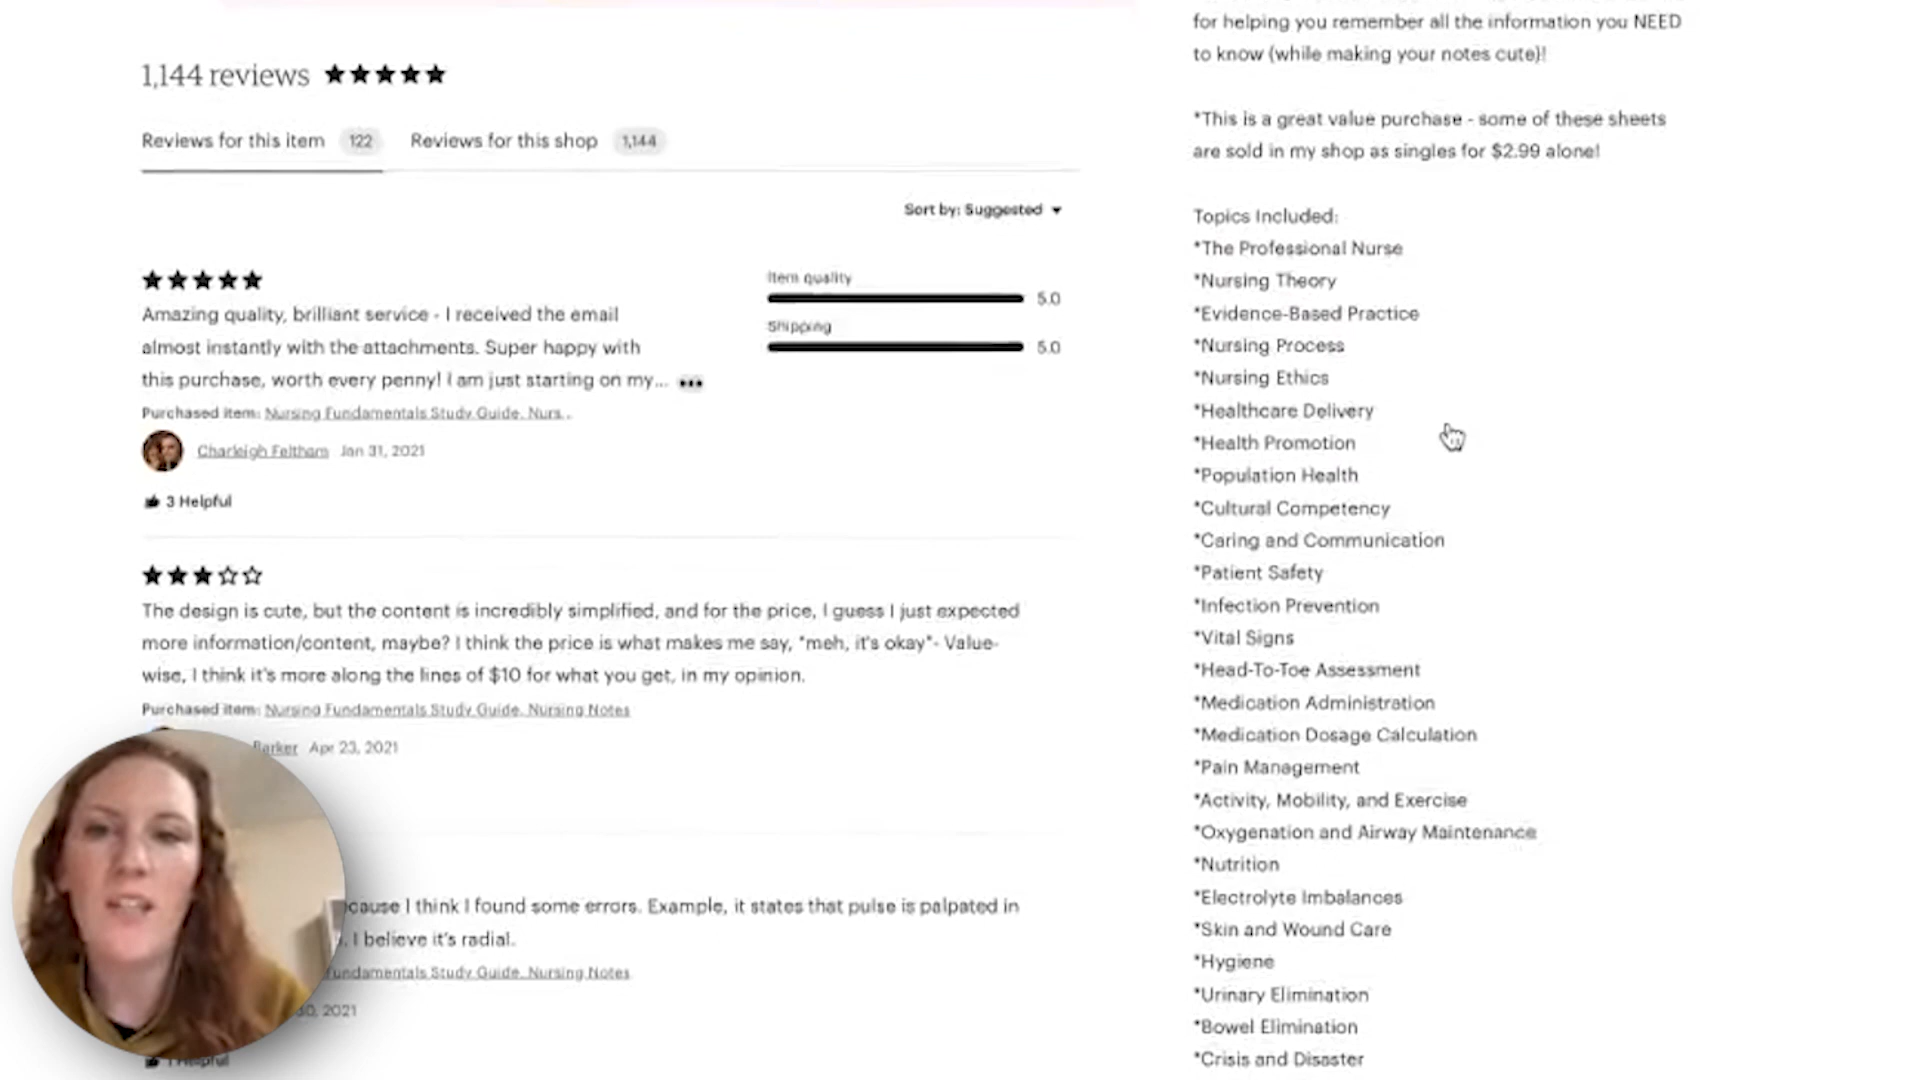 1,144 reviews
Reviews for this item 122 Reviews for this shop 1,144
Sort by: Suggested
Amazing quality, brilliant service - I received the email
almost instantly with the attachments. Super happy with
this purchase, worth every penny! I am just starting on my...
Purchased item: Nursing Fundamentals Study Guide, Nurs...
Charleigh Feltham Jan 31, 2021
3 Helpful
Item quality
5.0
Shipping
5.0
The design is cute, but the content is incredibly simplified, and for the price, I guess I just expected
more information/content, maybe? I think the price is what makes me say, "meh, it's okay"- Value-
wise, I think it's more along the lines of $10 for what you get, in my opinion.
Purchased item: Nursing Fundamentals Study Guide, Nursing Notes
Barker Apr 23, 2021
I think I found some errors. Example, it states that pulse is palpated in
I believe it's radial.
Study Guide, Nursing Notes
2021
Helpful
for helping you remember all the information you NEED
to know (while making your notes cute)!
*This is a great value purchase - some of these sheets
are sold in my shop as singles for $2.99 alone!
Topics Included:
*The Professional Nurse
*Nursing Theory
*Evidence-Based Practice
*Nursing Process
*Nursing Ethics
*Healthcare Delivery
*Health Promotion
*Population Health
*Cultural Competency
*Caring and Communication
*Patient Safety
*Infection Prevention
*Vital Signs
*Head-To-Toe Assessment
*Medication Administration
*Medication Dosage Calculation
*Pain Management
*Activity, Mobility, and Exercise
*Oxygenation and Airway Maintenance
*Nutrition
*Electrolyte Imbalances
*Skin and Wound Care
*Hygiene
*Urinary Elimination
*Bowel Elimination
*Crisis and Disaster